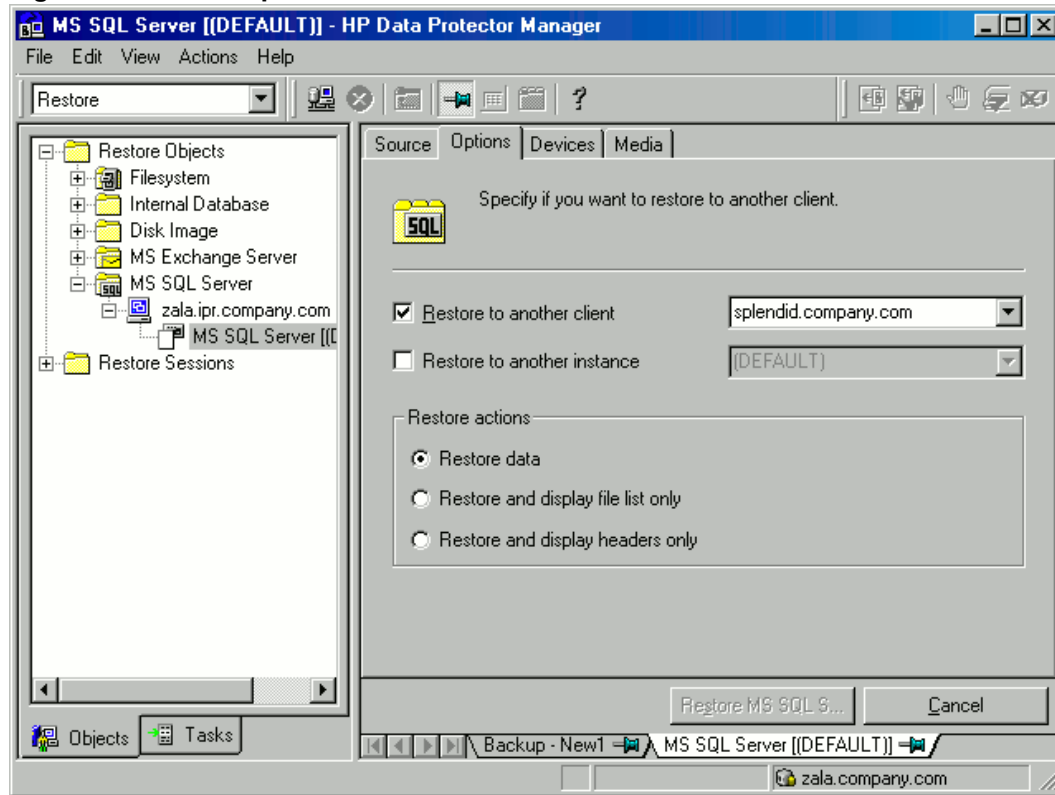 MS SQL Server [(DEFAULT)] - HP Data Protector Manager
File Edit View Actions Help
Restore
?
Restore Objects
Filesystem
Internal Database
Disk Image
MS Exchange Server
MS SQL Server
zala.ipr.company.com
MS SQL Server [(D
Restore Sessions
Objects Tasks
Source Options Devices Media
SQL
Specify if you want to restore to another client.
Restore to another client splendid.company.com
Restore to another instance (DEFAULT)
Restore actions
Restore data
Restore and display file list only
Restore and display headers only
Restore MS SQL S... Cancel
Backup - New1 MS SQL Server [(DEFAULT)]
zala.company.com